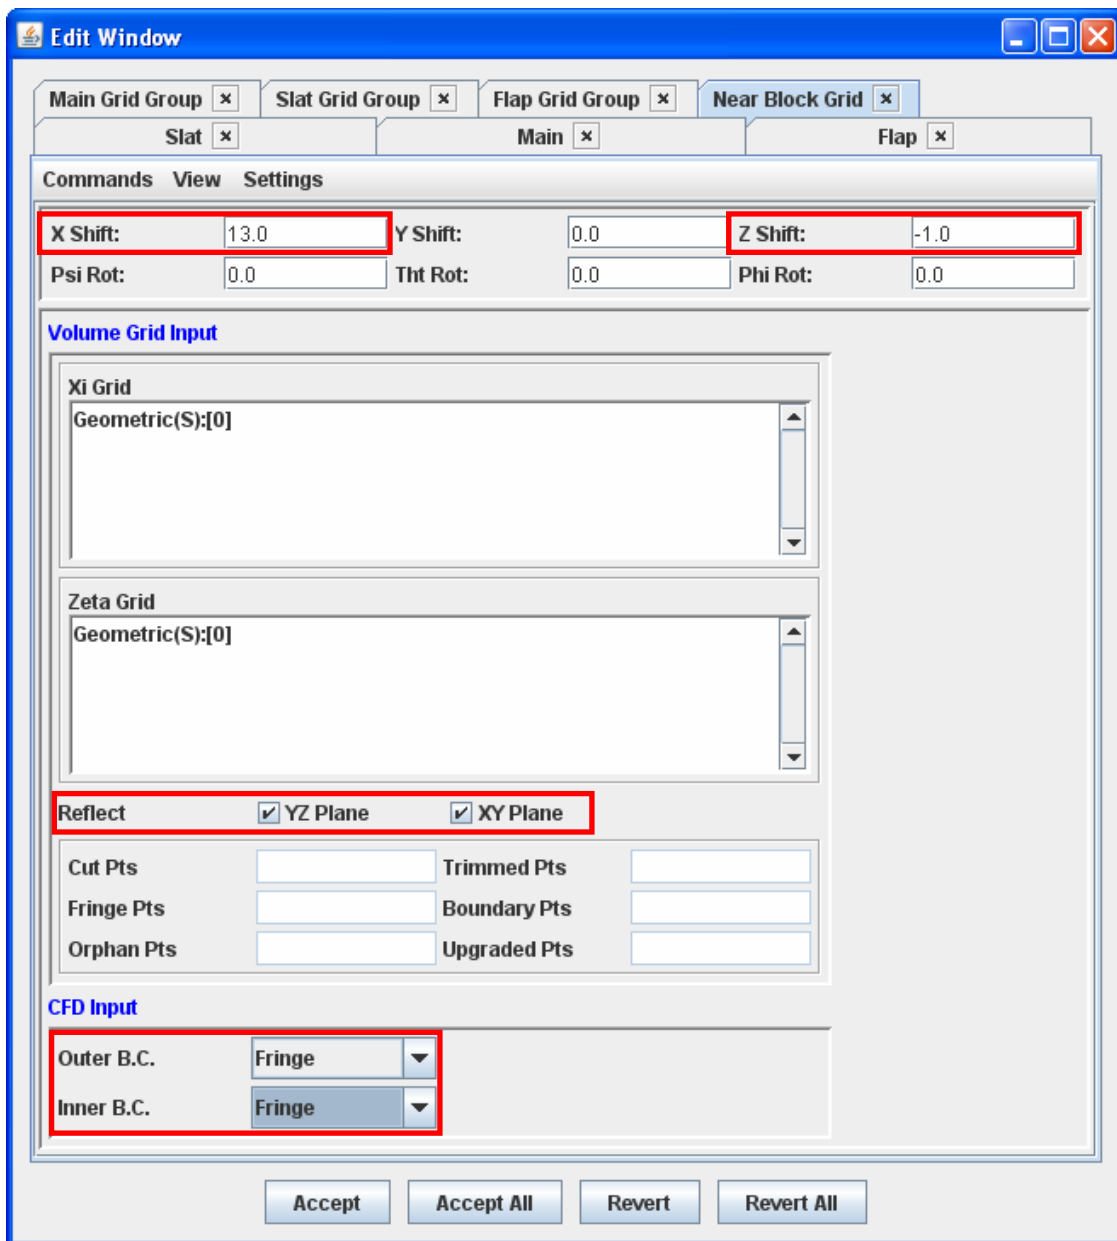 Edit Window
Main Grid Group Slat Grid Group Flap Grid Group Near Block Grid
Slat Main Flap
Commands View Settings
X Shift: 13.0 Y Shift: 0.0 Z Shift: -1.0
Psi Rot: 0.0 Tht Rot: 0.0 Phi Rot: 0.0
Volume Grid Input
Xi Grid
Geometric(S):[0]
Zeta Grid
Geometric(S):[0]
Reflect YZ Plane XY Plane
Cut Pts Trimmed Pts
Fringe Pts Boundary Pts
Orphan Pts Upgraded Pts
CFD Input
Outer B.C. Fringe
Inner B.C. Fringe
Accept Accept All Revert Revert All